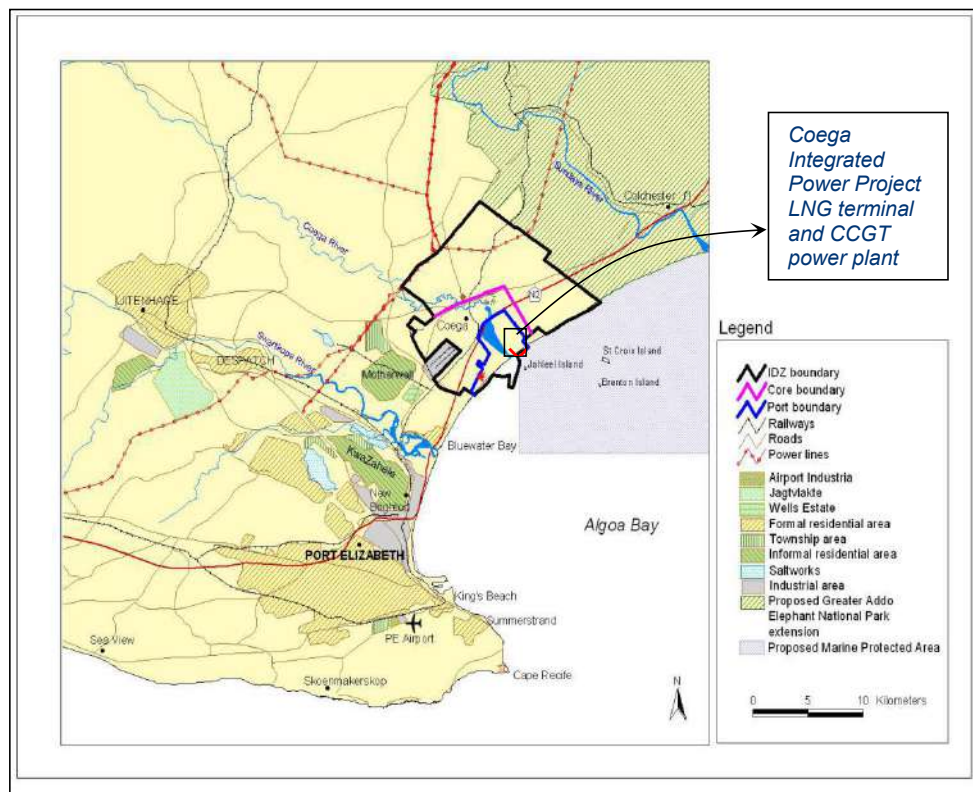 Coega
Integrated
Power Project
LNG terminal
and CCGT
power plant
Colchester
Sundays River
Coega River
N2
UITENHAGE
Coega
St Croix Island
Jahleel Island
Brenton Island
DESPATCH
Motherwell
Swartkops River
Bluewater Bay
KwaZahele
New
Brighton
Algoa Bay
PORT ELIZABETH
King's Beach
Summerstrand
PE Airport
Sea View
Cape Recife
Skoenmakerskop
N
Legend
IDZ boundary
Core boundary
Port boundary
Railways
Roads
Power lines
Airport Industria
Jagtvlakte
Wells Estate
Formal residential area
Township area
Informal residential area
Saltworks
Industrial area
Proposed Greater Addo
Elephant National Park
extension
Proposed Marine Protected Area
0 5 10 Kilometers